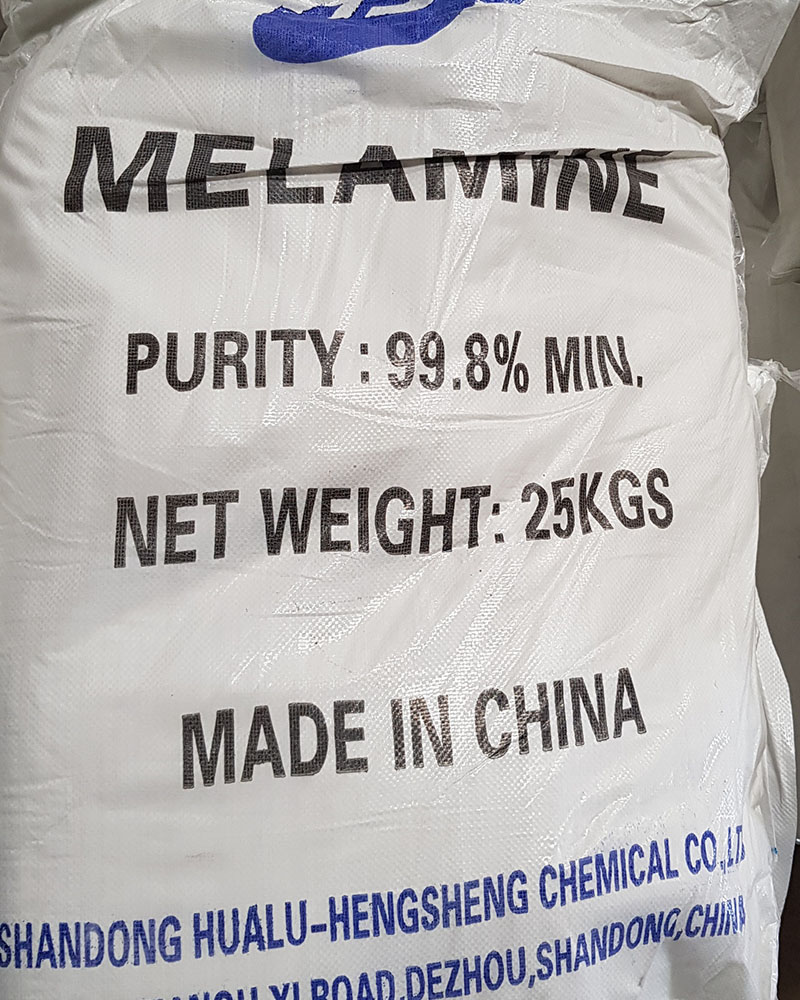 MELAMINE
PURITY : 99.8% MIN.
NET WEIGHT: 25KGS
MADE IN CHINA
SHANDONG HUALU-HENGSHENG CHEMICAL CO.,LTD
ROAD,DEZHOU,SHANDONG,CHINA